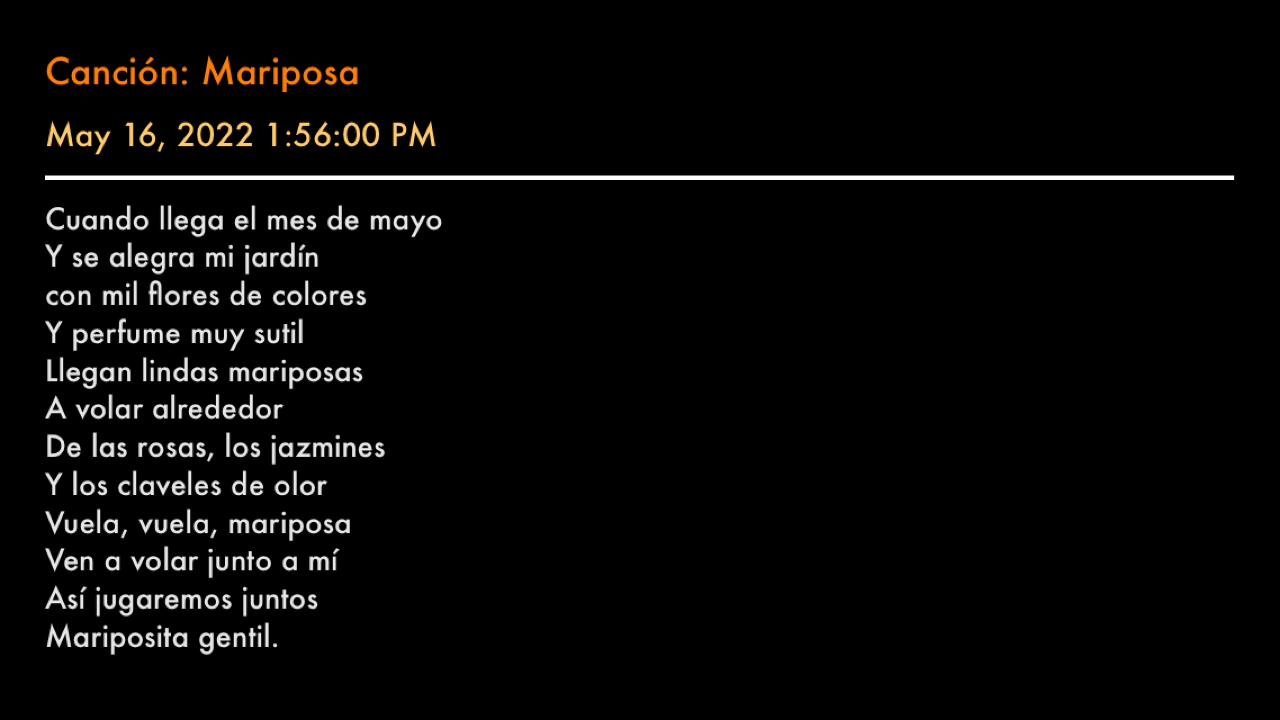 Canción: Mariposa
May 16, 2022 1:56:00 PM
Cuando llega el mes de mayo
Y se alegra mi jardín
con mil flores de colores
Y perfume muy sutil
Llegan lindas mariposas
A volar alrededor
De las rosas, los jazmines
Y los claveles de olor
Vuela, vuela, mariposa
Ven a volar junto a mí
Así jugaremos juntos
Mariposita gentil.